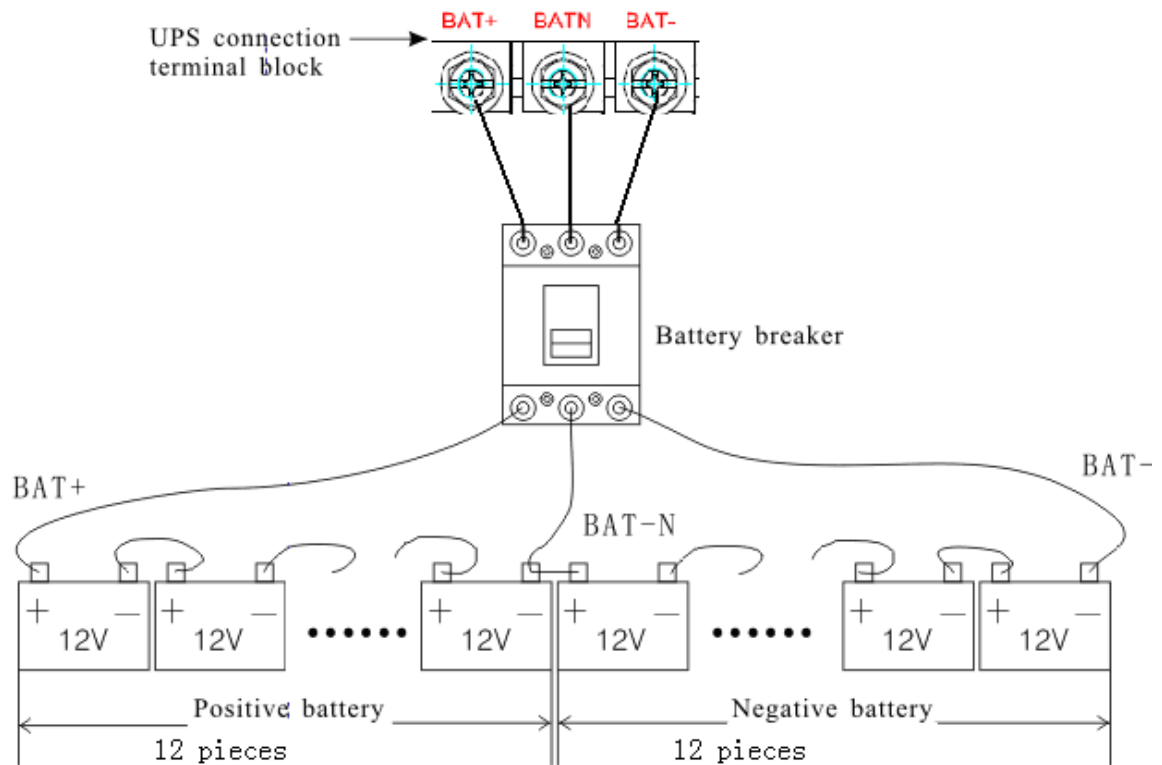 BAT+ BATN BAT-
UPS connection
terminal block
Battery breaker
BAT+
BAT-
BAT-N
+ — + — + — + — + — + —
12V 12V 12V 12V 12V 12V
Positive battery
Negative battery
12 pieces
12 pieces